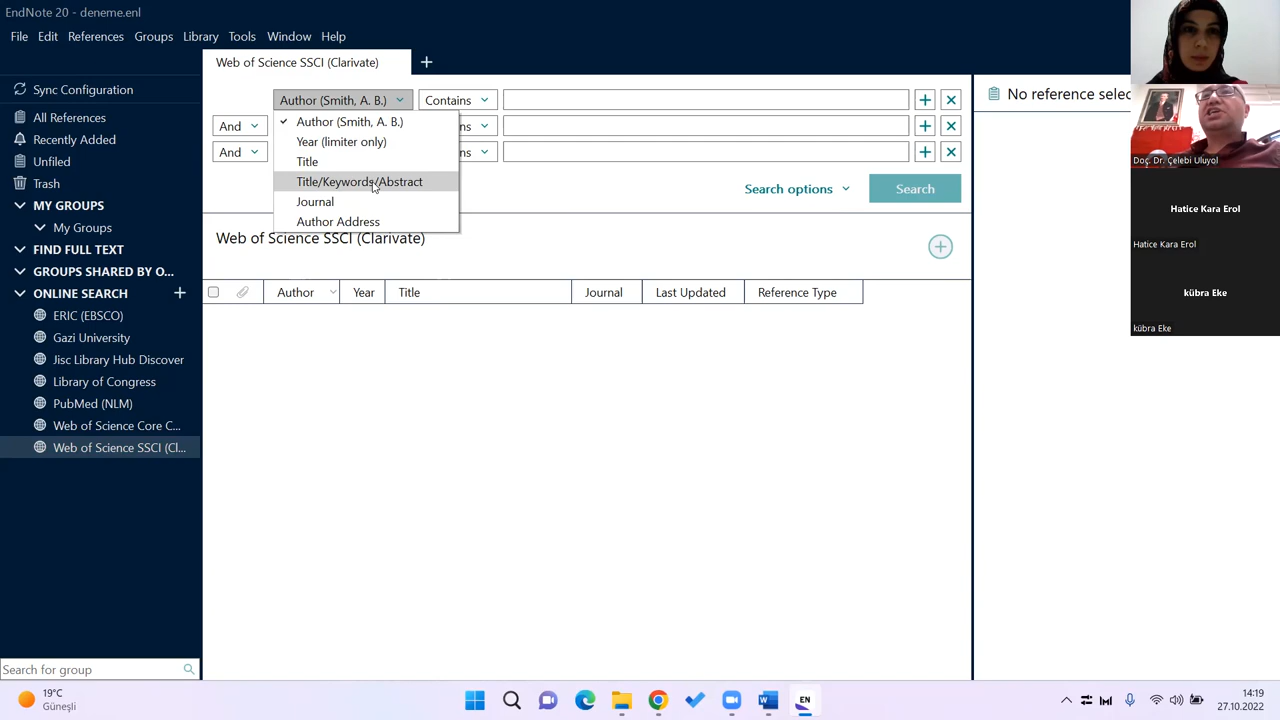 EndNote 20 - deneme.enl
File Edit References Groups Library Tools Window Help
Sync Configuration
All References
Recently Added
Unfiled
Trash
MY GROUPS
My Groups
FIND FULL TEXT
GROUPS SHARED BY O...
ONLINE SEARCH
ERIC (EBSCO)
Gazi University
Jisc Library Hub Discover
Library of Congress
PubMed (NLM)
Web of Science Core C...
Web of Science SSCI (Cl...
Search for group
Web of Science SSCI (Clarivate)
Author (Smith, A. B.) Contains
And ns
And ns
Author (Smith, A. B.)
Year (limiter only)
Title
Title/Keywords/Abstract
Journal
Author Address
Search options Search
Web of Science SSCI (Clarivate)
Author Year Title Journal Last Updated Reference Type
No reference selec
Doç. Dr. Çelebi Uluyol
Hatice Kara Erol
Hatice Kara Erol
kübra Eke
kübra Eke
19°C
Güneşli
EN
14:19
27.10.2022